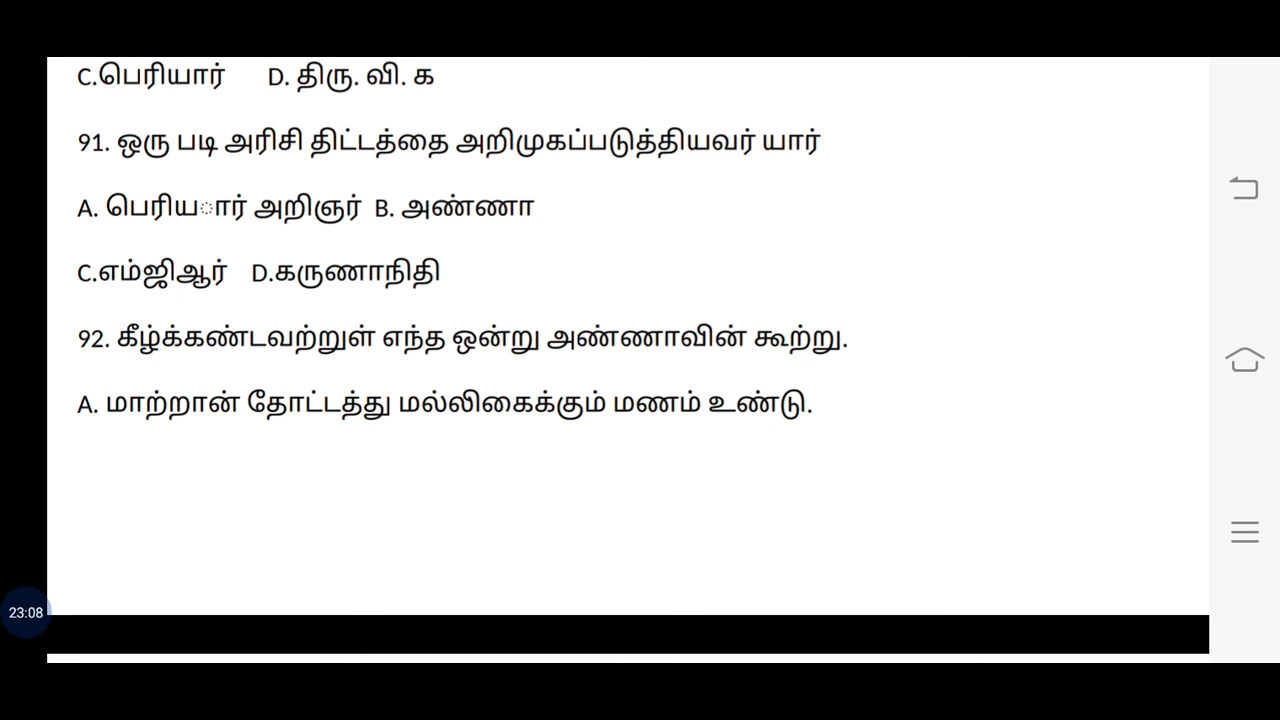 C.பெரியார் D. திரு. வி. க
91. ஒரு படி அரிசி திட்டத்தை அறிமுகப்படுத்தியவர் யார்
A. பெரிய◌ார் அறிஞர் B. அண்ணா
C.எம்ஜிஆர் D.கருணாநிதி
92. கீழ்க்கண்டவற்றுள் எந்த ஒன்று அண்ணாவின் கூற்று.
A. மாற்றான் தோட்டத்து மல்லிகைக்கும் மணம் உண்டு.
23:08